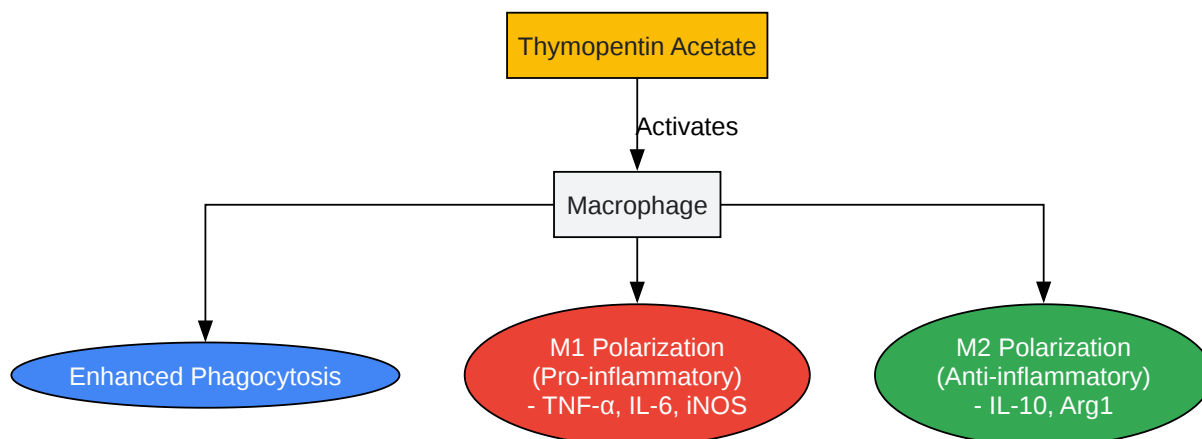 Thymopentin Acetate
Activates
Macrophage
Enhanced Phagocytosis
M1 Polarization
(Pro-inflammatory)
- TNF-α, IL-6, iNOS
M2 Polarization
(Anti-inflammatory)
- IL-10, Arg1